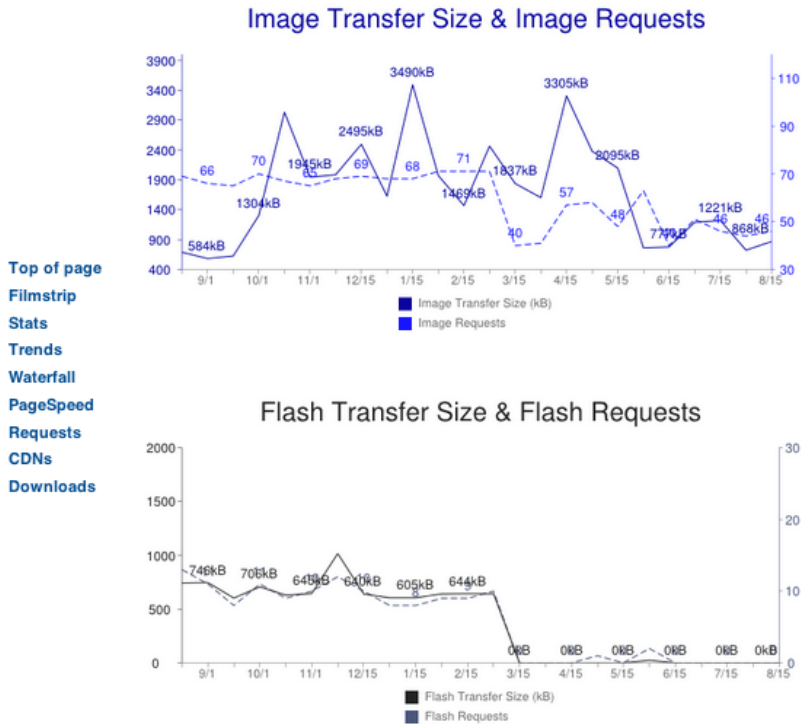 Image Transfer Size & Image Requests
3900
3400
2900
2400
1900
1400
900
400
110
90
70
50
30
584kB
1304kB
1945kB
2495kB
3490kB
1469kB
1837kB
3305kB
2095kB
1221kB
868kB
66
70
65
69
68
71
40
57
48
46
46
9/1
10/1
11/1
12/15
1/15
2/15
3/15
4/15
5/15
6/15
7/15
8/15
Image Transfer Size (kB)
Image Requests
Top of page
Filmstrip
Stats
Trends
Waterfall
PageSpeed
Requests
CDNs
Downloads
Flash Transfer Size & Flash Requests
2000
1500
1000
500
0
30
20
10
0
746kB
706kB
645kB
640kB
605kB
644kB
8
9
0kB
0kB
0kB
0kB
0kB
0kB
9/1
10/1
11/1
12/15
1/15
2/15
3/15
4/15
5/15
6/15
7/15
8/15
Flash Transfer Size (kB)
Flash Requests